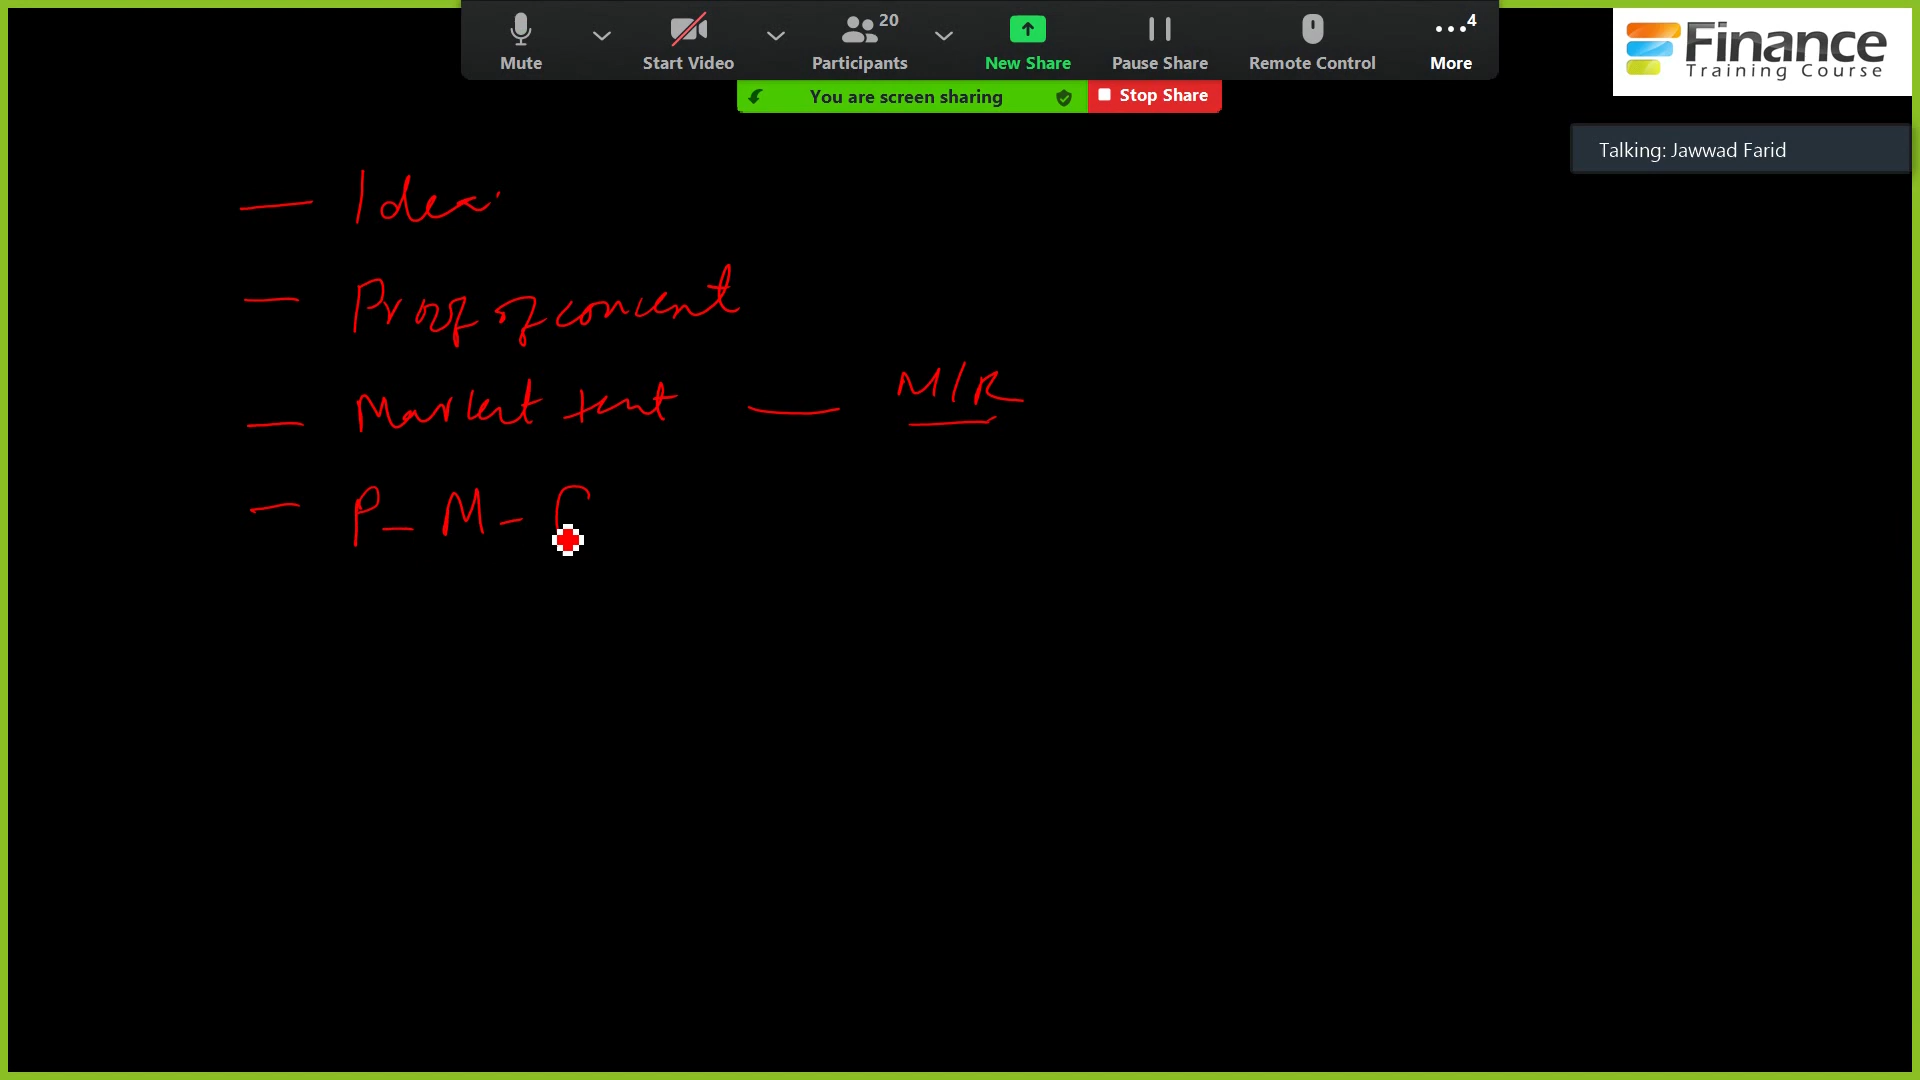 20
4
Mute
Start Video
Participants
New Share
Pause Share
Remote Control
More
You are screen sharing
Stop Share
Finance
Training Course
Talking: Jawwad Farid
— Idea
— Proof of concept
— Market test — M/R
— P - M -